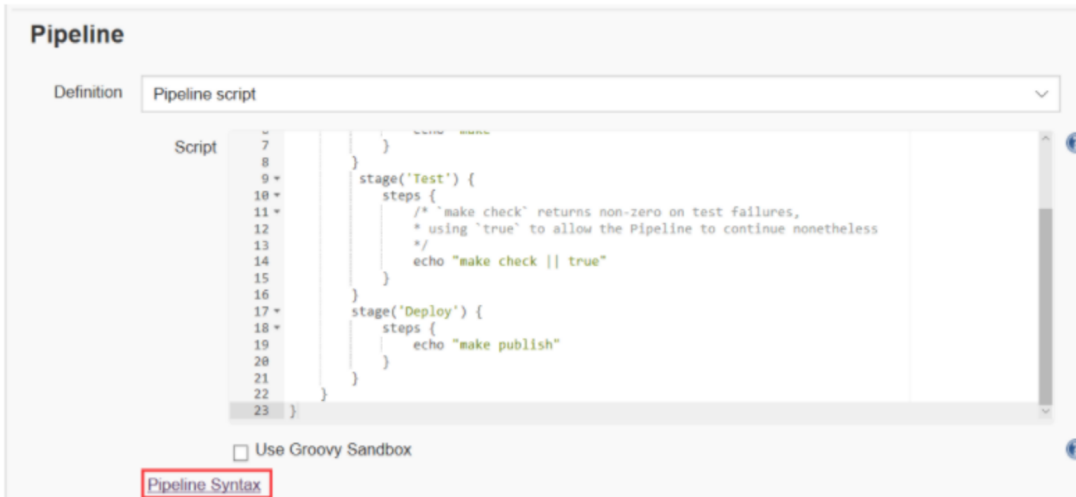 Pipeline
Definition Pipeline script
Script
7 }
8 }
9 stage('Test') {
10 steps {
11 /* `make check` returns non-zero on test failures,
12 * using `true` to allow the Pipeline to continue nonetheless
13 */
14 echo "make check || true"
15 }
16 }
17 stage('Deploy') {
18 steps {
19 echo "make publish"
20 }
21 }
22 }
23 }
Use Groovy Sandbox
Pipeline Syntax